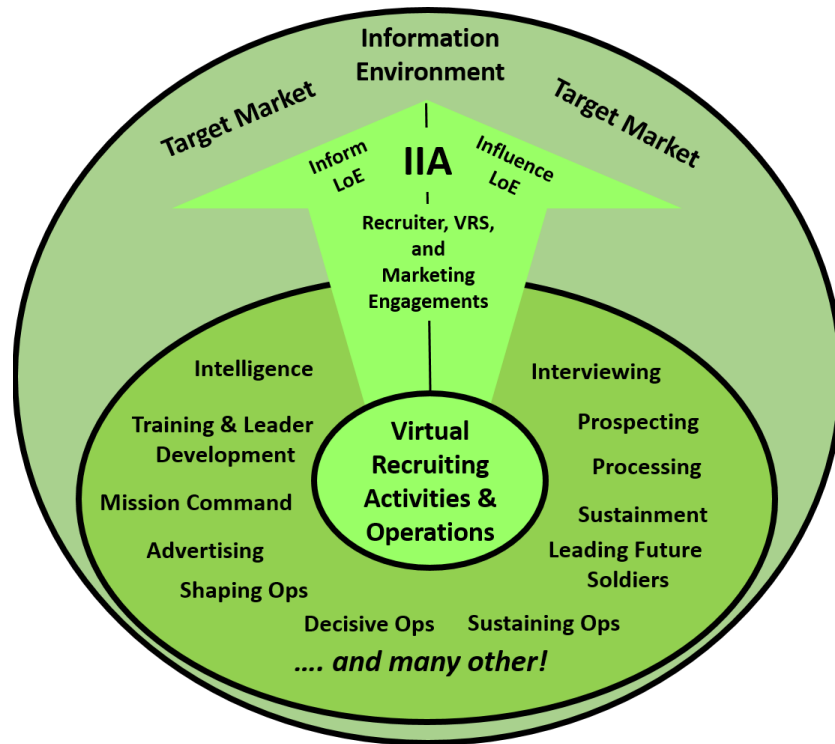 Information
Environment
Target Market
Target Market
Inform
LoE
IIA
Influence
LoE
Recruiter, VRS,
and
Marketing
Engagements
Intelligence
Training & Leader
Development
Mission Command
Advertising
Shaping Ops
Virtual
Recruiting
Activities &
Operations
Interviewing
Prospecting
Processing
Sustainment
Leading Future
Soldiers
Decisive Ops
Sustaining Ops
.... and many other!